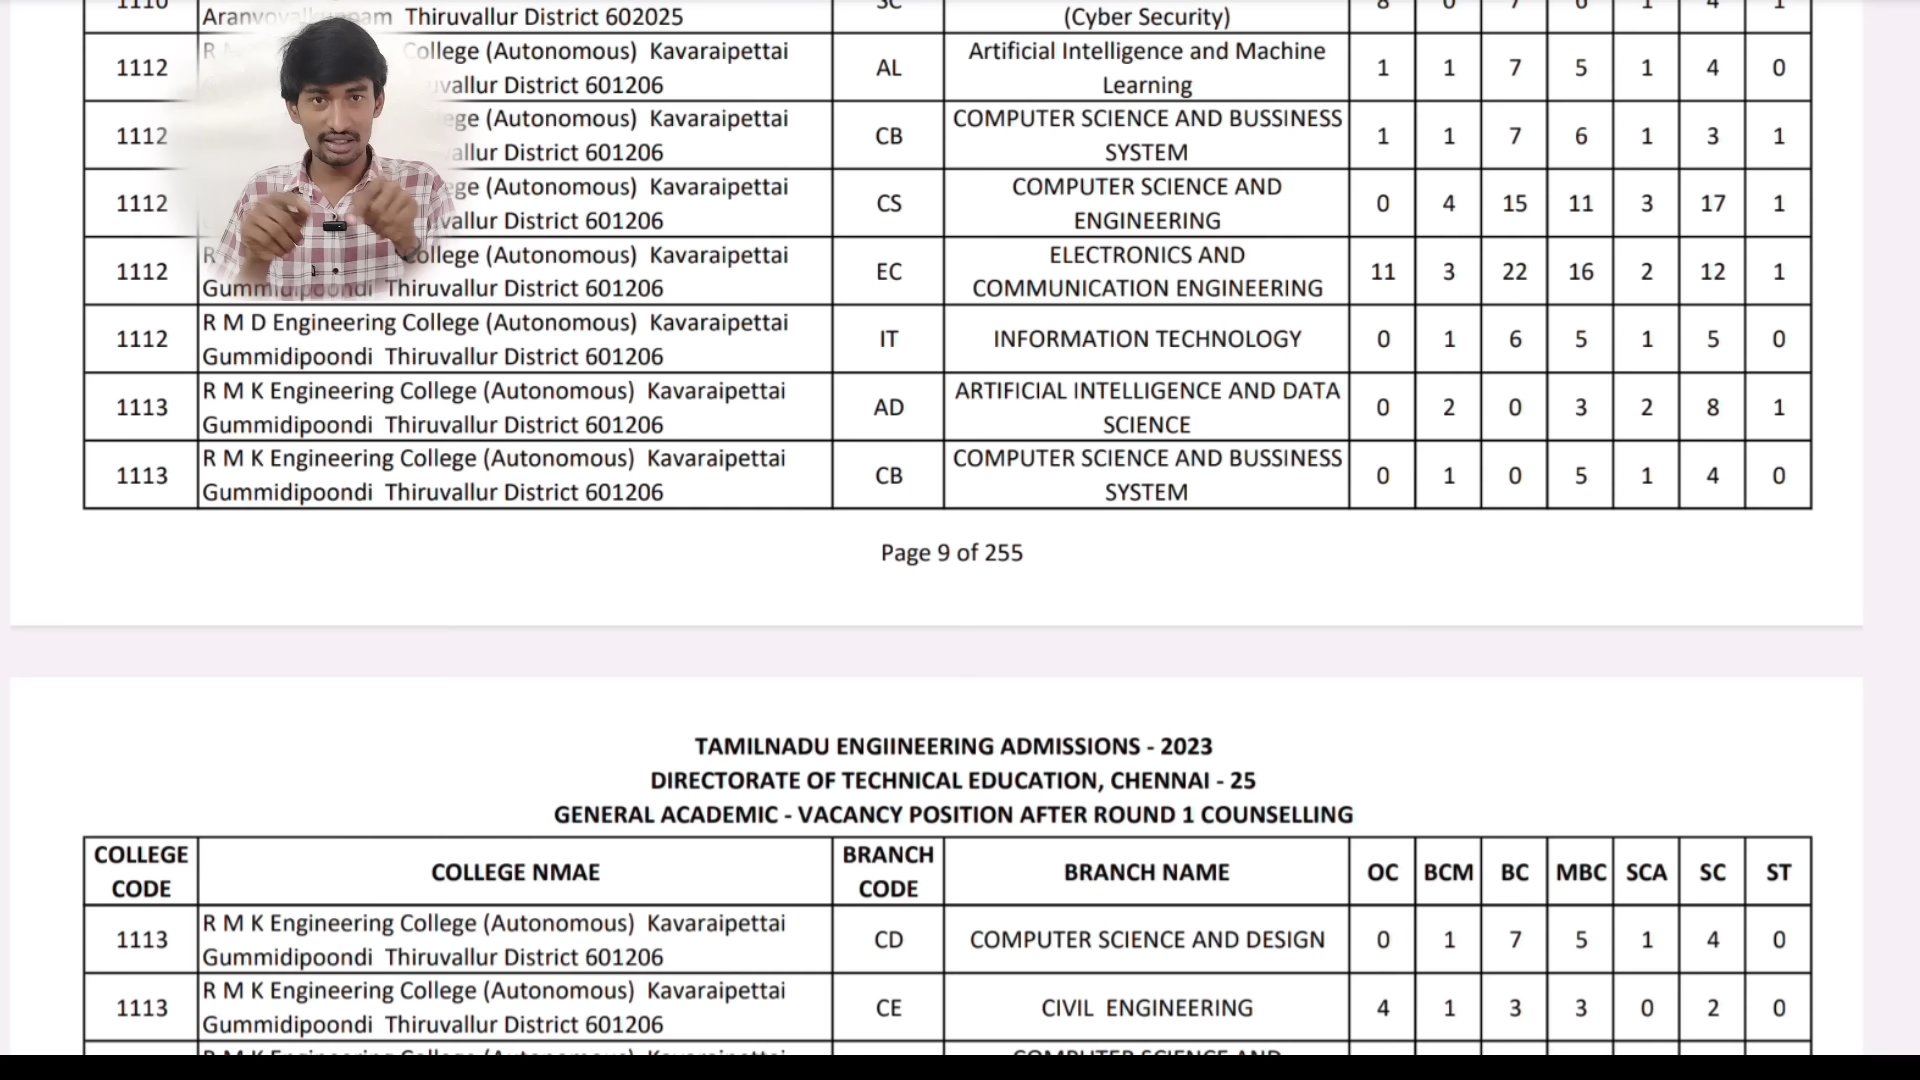 Thiruvallur District 602025 (Cyber Security)
1112 College (Autonomous) Kavaraipettai AL Artificial Intelligence and Machine 1 1 7 5 1 4 0
District 601206 Learning
1112 (Autonomous) Kavaraipettai CB COMPUTER SCIENCE AND BUSSINESS 1 1 7 6 1 3 1
District 601206 SYSTEM
1112 (Autonomous) Kavaraipettai CS COMPUTER SCIENCE AND 0 4 15 11 3 17 1
District 601206 ENGINEERING
1112 College (Autonomous) Kavaraipettai EC ELECTRONICS AND 11 3 22 16 2 12 1
Gummidipoondi Thiruvallur District 601206 COMMUNICATION ENGINEERING
1112 R M D Engineering College (Autonomous) Kavaraipettai IT INFORMATION TECHNOLOGY 0 1 6 5 1 5 0
Gummidipoondi Thiruvallur District 601206
1113 R M K Engineering College (Autonomous) Kavaraipettai AD ARTIFICIAL INTELLIGENCE AND DATA 0 2 0 3 2 8 1
Gummidipoondi Thiruvallur District 601206 SCIENCE
1113 R M K Engineering College (Autonomous) Kavaraipettai CB COMPUTER SCIENCE AND BUSSINESS 0 1 0 5 1 4 0
Gummidipoondi Thiruvallur District 601206 SYSTEM
Page 9 of 255
TAMILNADU ENGIINEERING ADMISSIONS - 2023
DIRECTORATE OF TECHNICAL EDUCATION, CHENNAI - 25
GENERAL ACADEMIC - VACANCY POSITION AFTER ROUND 1 COUNSELLING
COLLEGE CODE COLLEGE NMAE BRANCH CODE BRANCH NAME OC BCM BC MBC SCA SC ST
1113 R M K Engineering College (Autonomous) Kavaraipettai CD COMPUTER SCIENCE AND DESIGN 0 1 7 5 1 4 0
Gummidipoondi Thiruvallur District 601206
1113 R M K Engineering College (Autonomous) Kavaraipettai CE CIVIL ENGINEERING 4 1 3 3 0 2 0
Gummidipoondi Thiruvallur District 601206